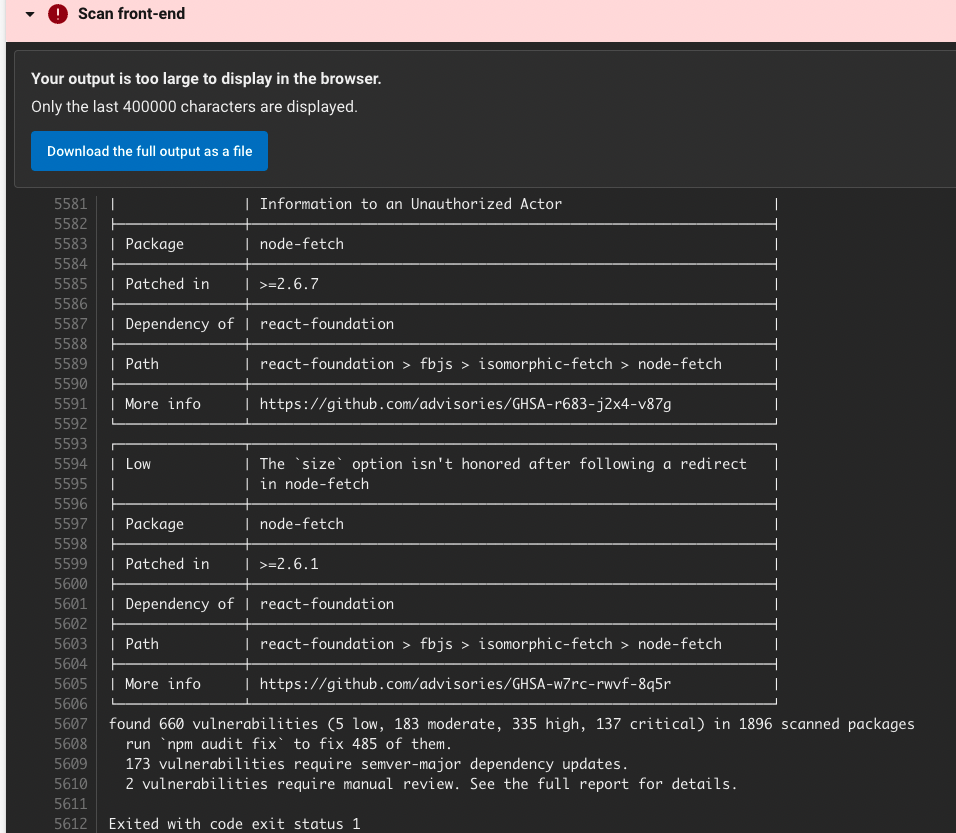 Scan front-end
Your output is too large to display in the browser.
Only the last 400000 characters are displayed.
Download the full output as a file
5581 | | Information to an Unauthorized Actor |
5582
5583 | Package | node-fetch |
5584
5585 | Patched in | >=2.6.7 |
5586
5587 | Dependency of | react-foundation |
5588
5589 | Path | react-foundation > fbjs > isomorphic-fetch > node-fetch |
5590
5591 | More info | https://github.com/advisories/GHSA-r683-j2x4-v87g |
5592
5593
5594 | Low | The `size` option isn't honored after following a redirect |
5595 | | in node-fetch |
5596
5597 | Package | node-fetch |
5598
5599 | Patched in | >=2.6.1 |
5600
5601 | Dependency of | react-foundation |
5602
5603 | Path | react-foundation > fbjs > isomorphic-fetch > node-fetch |
5604
5605 | More info | https://github.com/advisories/GHSA-w7rc-rwvf-8q5r |
5606
5607 found 660 vulnerabilities (5 low, 183 moderate, 335 high, 137 critical) in 1896 scanned packages
5608 run `npm audit fix` to fix 485 of them.
5609 173 vulnerabilities require semver-major dependency updates.
5610 2 vulnerabilities require manual review. See the full report for details.
5611
5612 Exited with code exit status 1